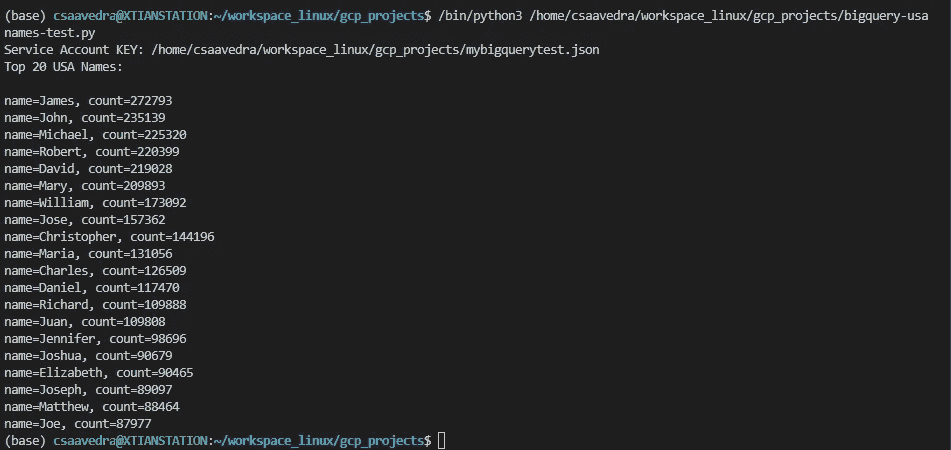 (base) csaavedra@XTIANSTATION:~/workspace_linux/gcp_projects$ /bin/python3 /home/csaavedra/workspace_linux/gcp_projects/bigquery-usa
names-test.py
Service Account KEY: /home/csaavedra/workspace_linux/gcp_projects/mybigquerytest.json
Top 20 USA Names:

name=James, count=272793
name=John, count=235139
name=Michael, count=225320
name=Robert, count=220399
name=David, count=219028
name=Mary, count=209893
name=William, count=173092
name=Jose, count=157362
name=Christopher, count=144196
name=Maria, count=131056
name=Charles, count=126509
name=Daniel, count=117470
name=Richard, count=109888
name=Juan, count=109808
name=Jennifer, count=98696
name=Joshua, count=90679
name=Elizabeth, count=90465
name=Joseph, count=89097
name=Matthew, count=88464
name=Joe, count=87977
(base) csaavedra@XTIANSTATION:~/workspace_linux/gcp_projects$